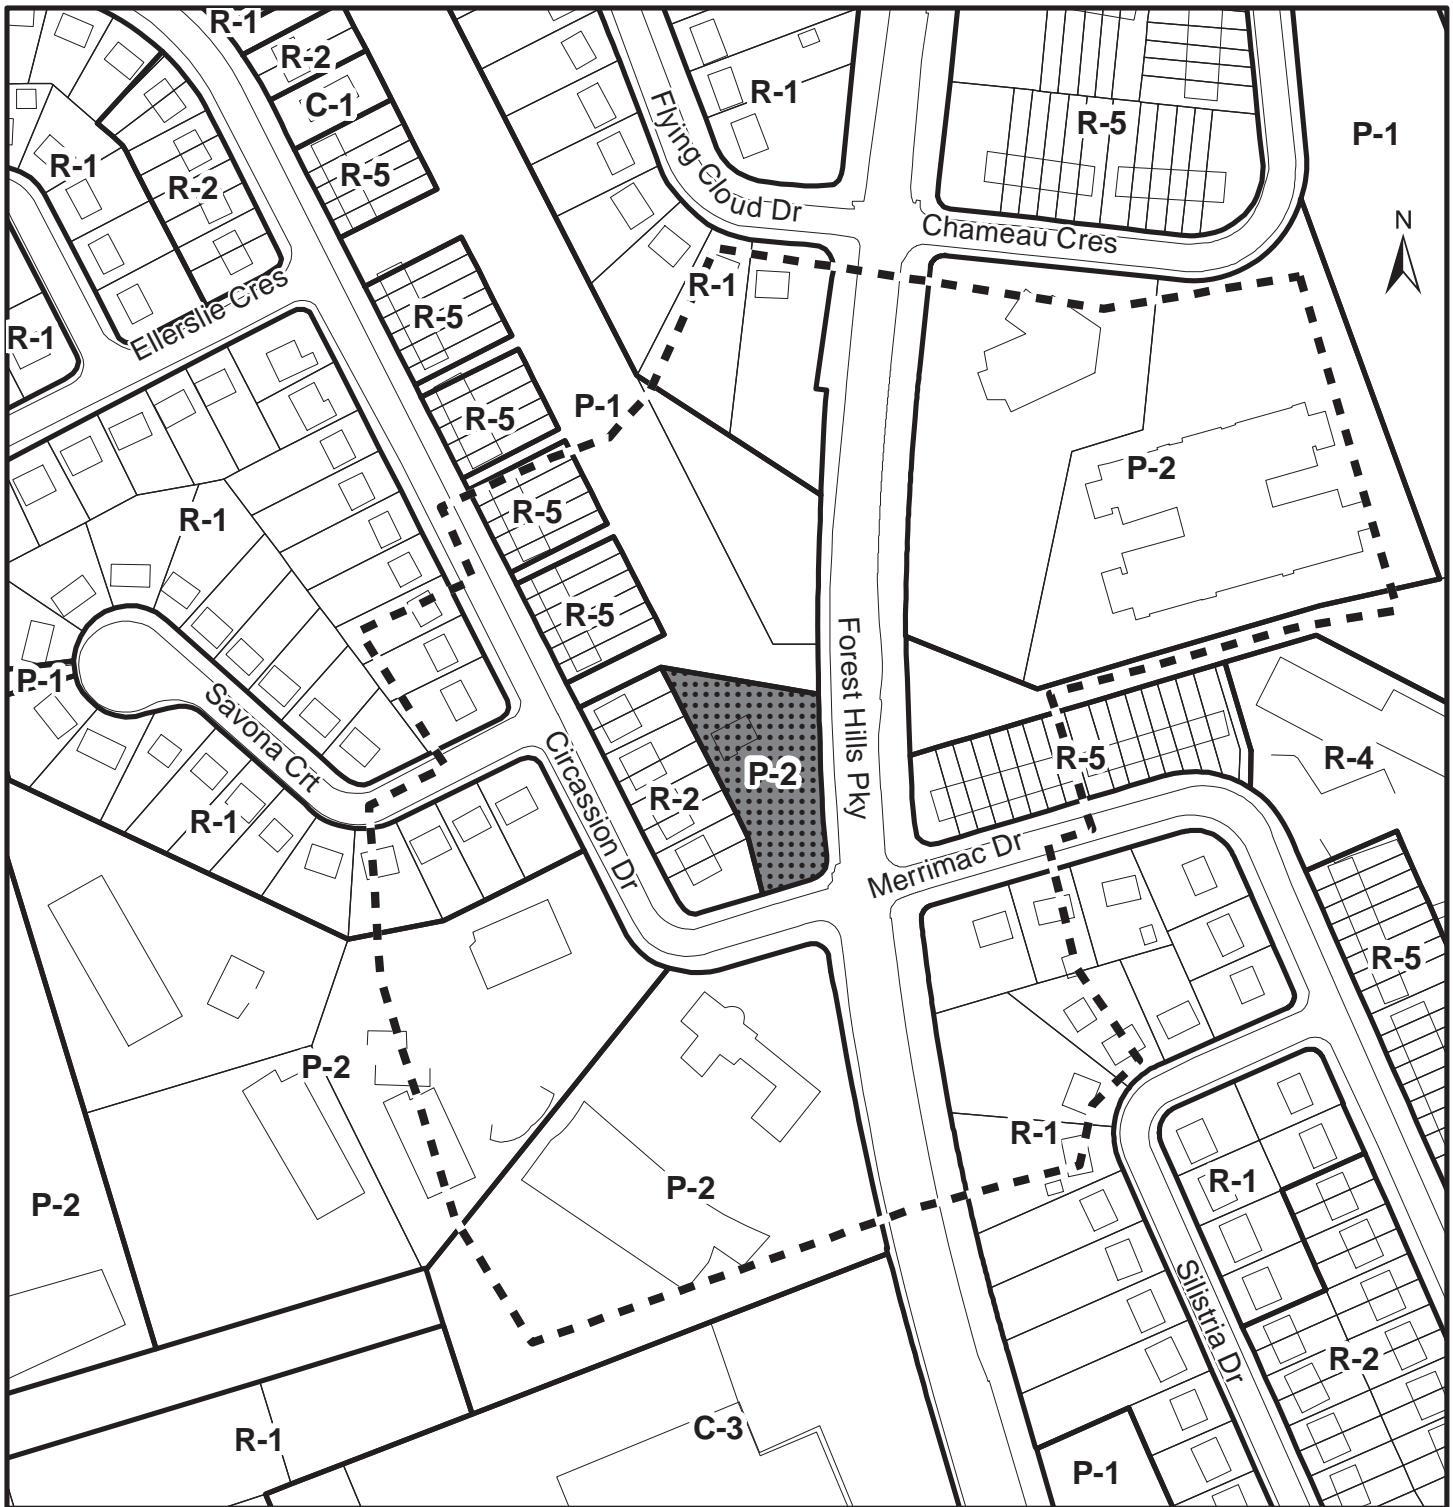 R-1
R-2
C-1
R-5
R-1
R-2
R-1
R-5
P-1
N
Flying Cloud Dr
Chameau Cres
Ellerslie Cres
R-1
R-1
R-5
R-5
P-1
R-5
R-5
P-2
R-1
P-1
Savona Crt
R-1
Circassion Dr
R-2
P-2
Forest Hills Pky
R-5
R-4
Merrimac Dr
R-5
P-2
P-2
P-2
R-1
R-1
Silistria Dr
R-2
R-1
C-3
P-1